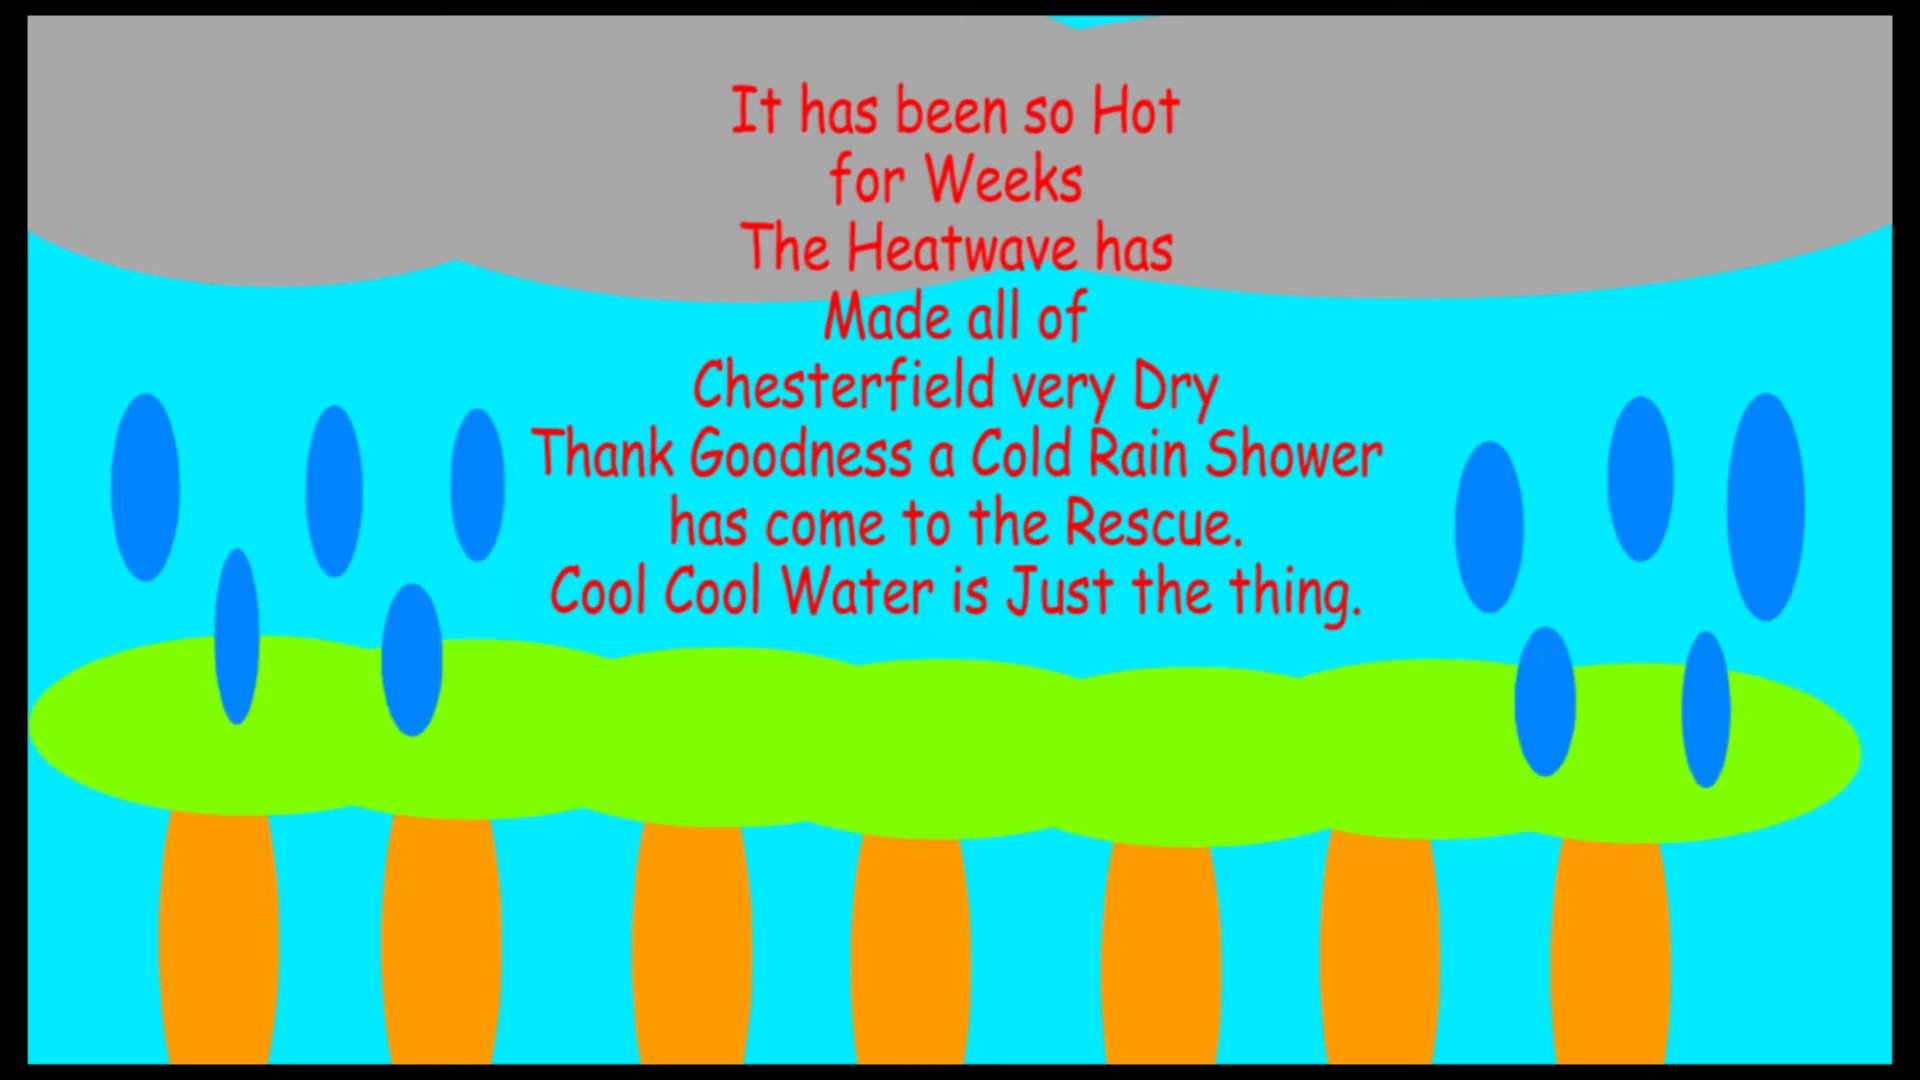 It has been so Hot
for Weeks
The Heatwave has
Made all of
Chesterfield very Dry
Thank Goodness a Cold Rain Shower
has come to the Rescue.
Cool Cool Water is Just the thing.